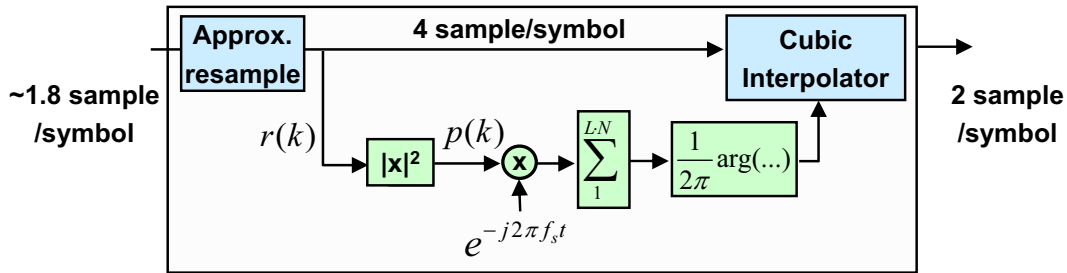 Approx.
resample
4 sample/symbol
Cubic
Interpolator
~1.8 sample
/symbol
2 sample
/symbol
r(k)
|x|²
p(k)
x
L·N
∑
1
1/2π arg(...)
e^{-j2πf_s t}